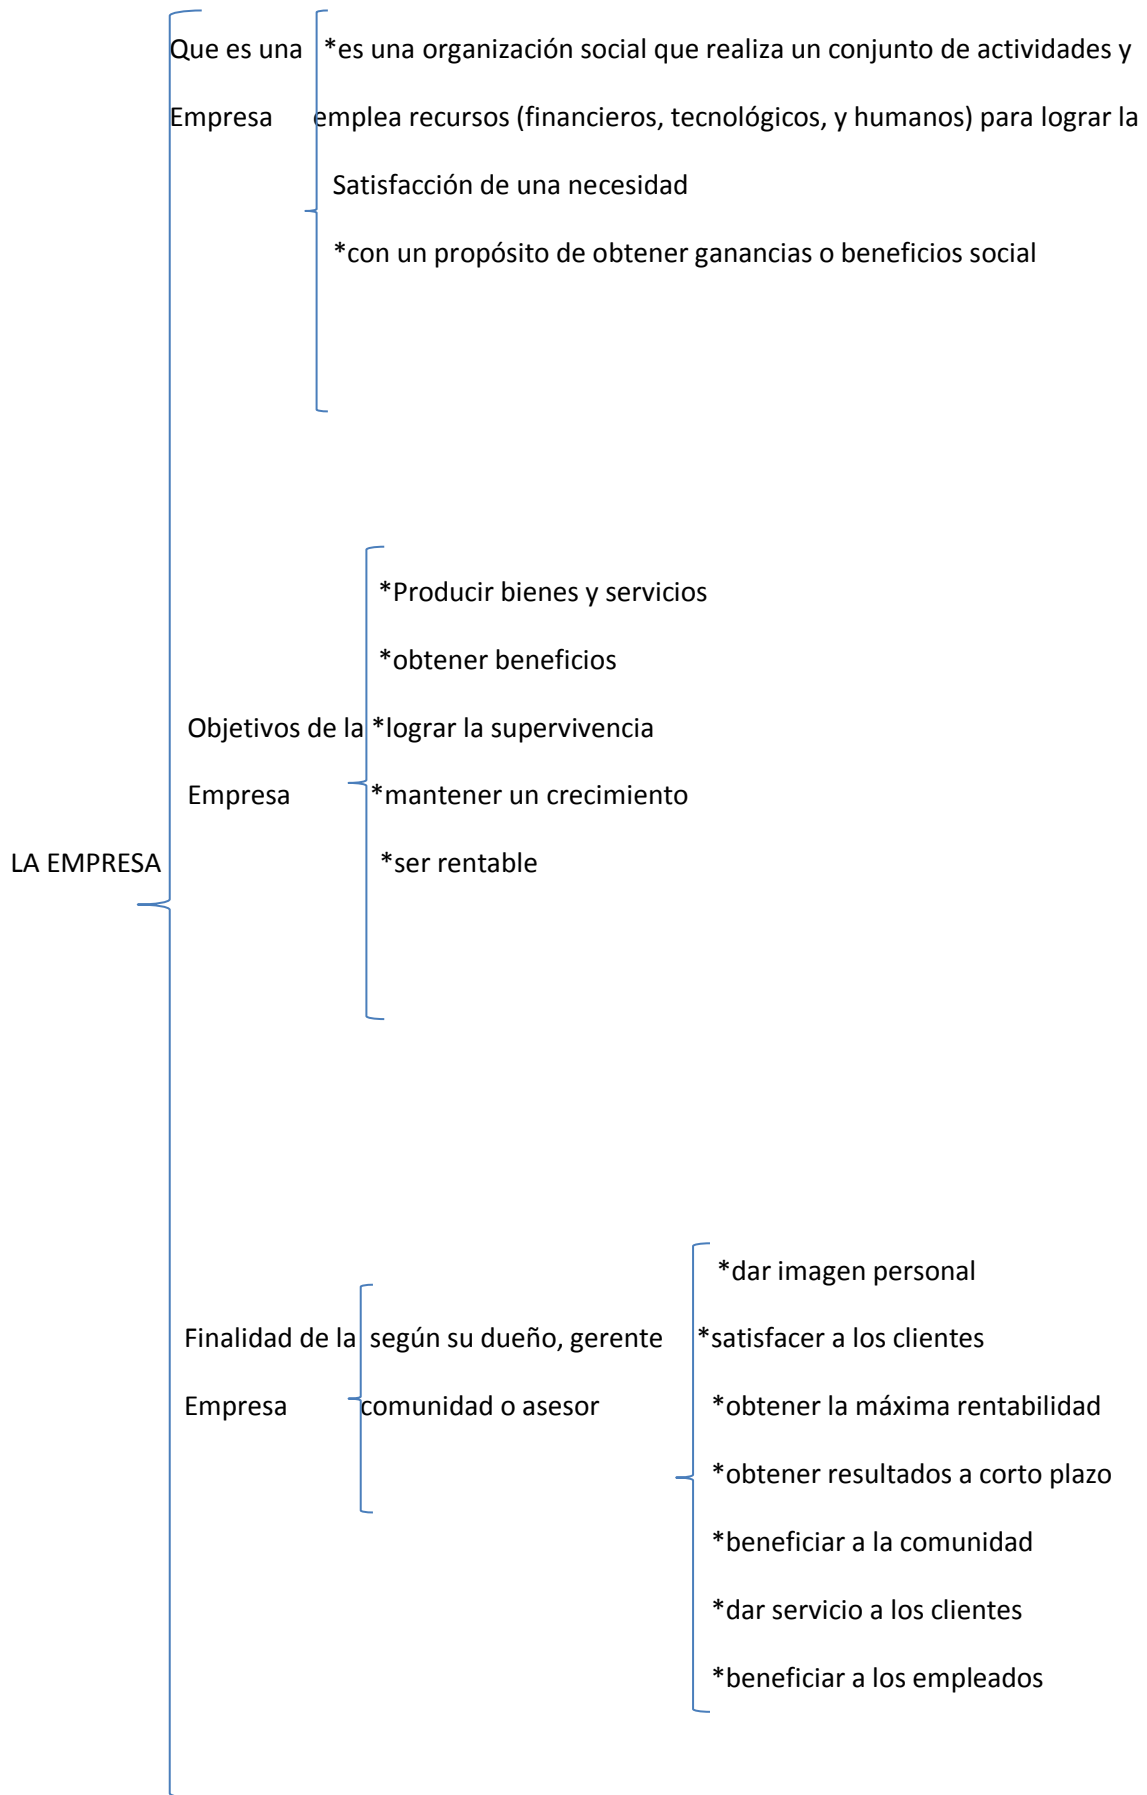 Que es una *es una organización social que realiza un conjunto de actividades y
Empresa emplea recursos (financieros, tecnológicos, y humanos) para lograr la
Satisfacción de una necesidad
*con un propósito de obtener ganancias o beneficios social
*Producir bienes y servicios
*obtener beneficios
Objetivos de la *lograr la supervivencia
Empresa *mantener un crecimiento
LA EMPRESA *ser rentable
*dar imagen personal
Finalidad de la según su dueño, gerente *satisfacer a los clientes
Empresa comunidad o asesor *obtener la máxima rentabilidad
*obtener resultados a corto plazo
*beneficiar a la comunidad
*dar servicio a los clientes
*beneficiar a los empleados